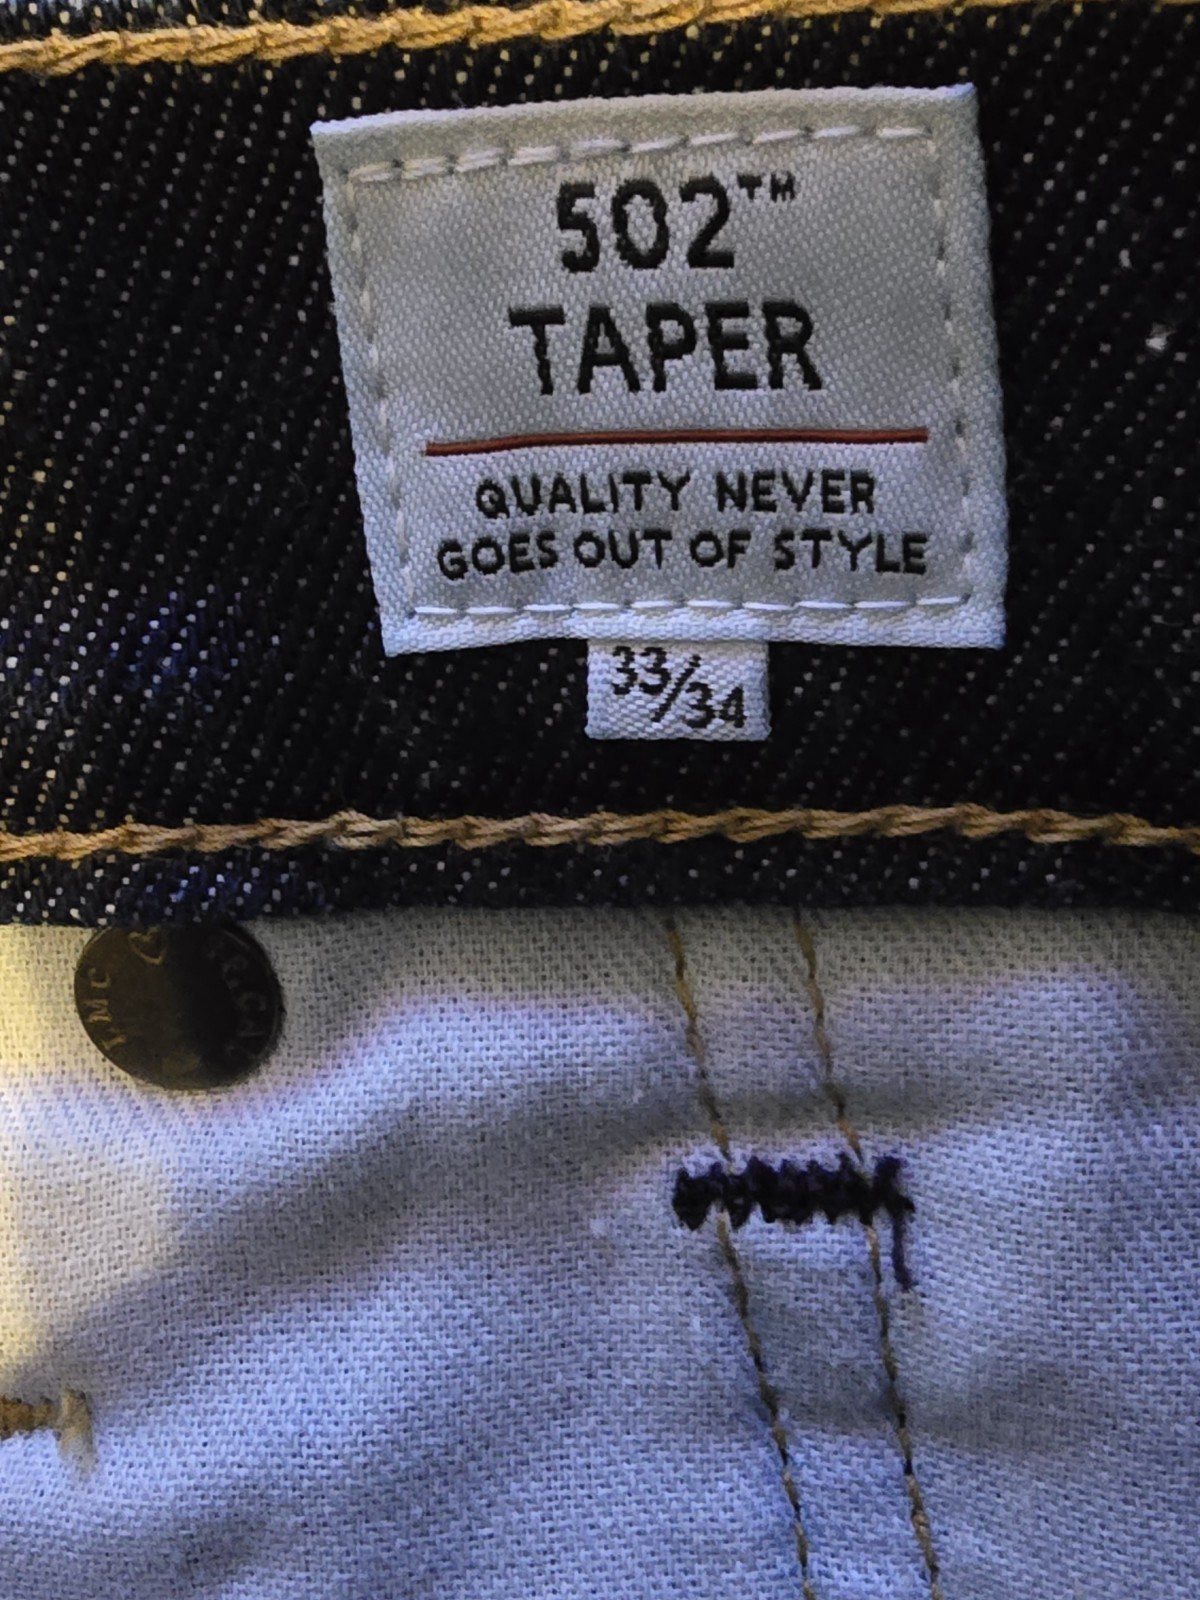 502™
TAPER
QUALITY NEVER
GOES OUT OF STYLE
33/34